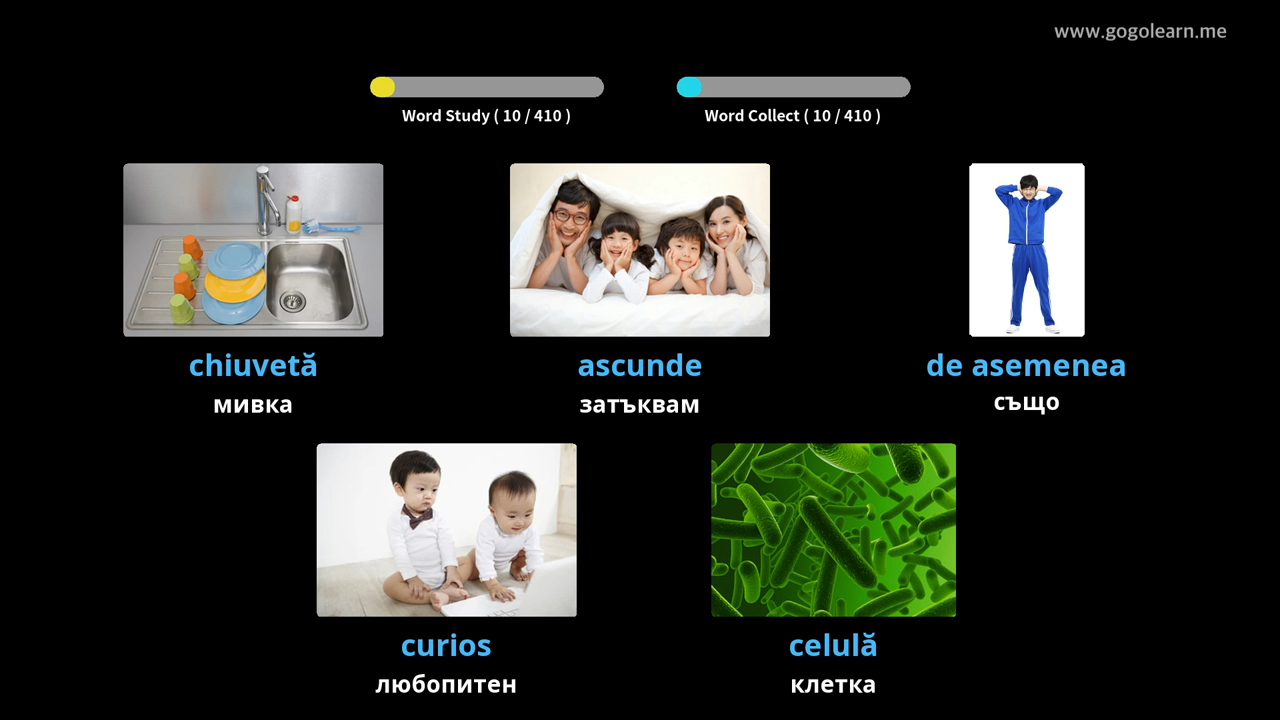 www.gogolearn.me
Word Study ( 10 / 410 )
Word Collect ( 10 / 410 )
chiuvetă
мивка
ascunde
затъквам
de asemenea
също
curios
любопитен
celulă
клетка